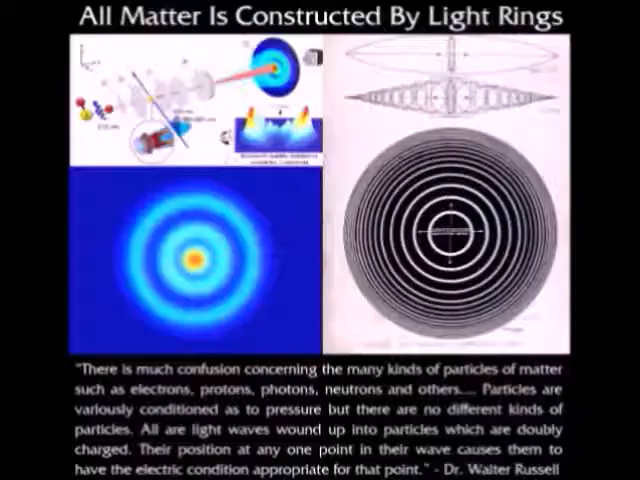 All Matter Is Constructed By Light Rings
"There is much confusion concerning the many kinds of particles of matter
such as electrons, protons, photons, neutrons and others.... Particles are
variously conditioned as to pressure but there are no different kinds of
particles. All are light waves wound up into particles which are doubly
charged. Their position at any one point in their wave causes them to
have the electric condition appropriate for that point." - Dr. Walter Russell